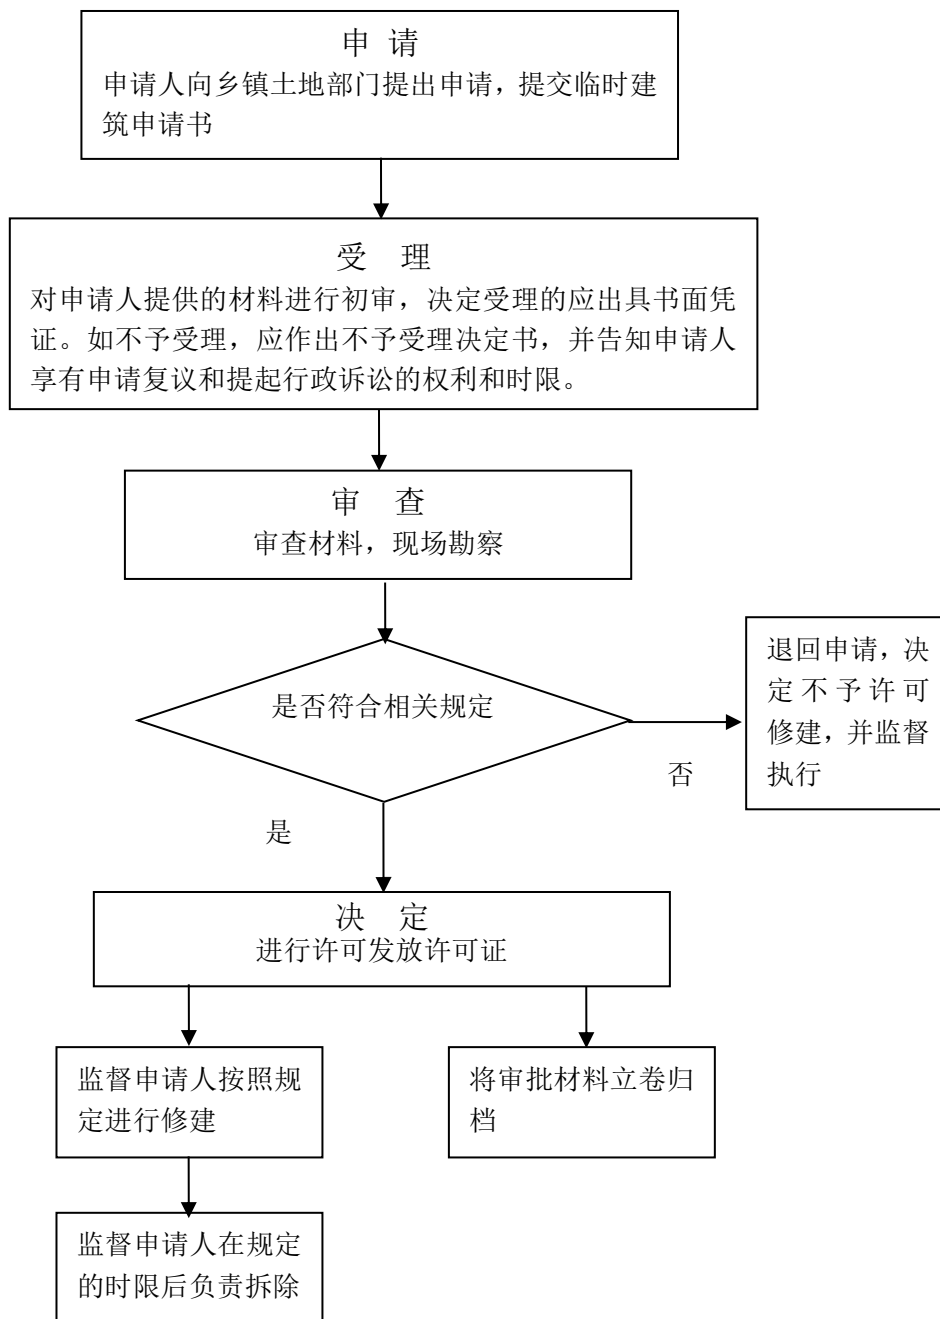 申 请
申请人向乡镇土地部门提出申请，提交临时建
筑申请书
受 理
对申请人提供的材料进行初审，决定受理的应出具书面凭
证。如不予受理，应作出不予受理决定书，并告知申请人
享有申请复议和提起行政诉讼的权利和时限。
审 查
审查材料，现场勘察
是否符合相关规定
退回申请，决
定不予许可
修建，并监督
执行
否
是
决 定
进行许可发放许可证
监督申请人按照规
定进行修建
将审批材料立卷归
档
监督申请人在规定
的时限后负责拆除